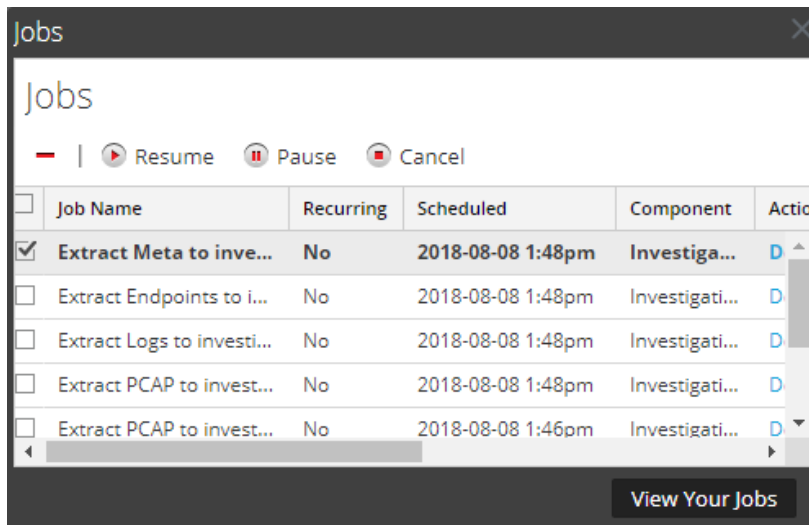 Jobs
Jobs
Resume Pause Cancel
Job Name Recurring Scheduled Component Actio
Extract Meta to inve... No 2018-08-08 1:48pm Investiga... D
Extract Endpoints to i... No 2018-08-08 1:48pm Investigati... D
Extract Logs to investi... No 2018-08-08 1:48pm Investigati... D
Extract PCAP to invest... No 2018-08-08 1:48pm Investigati... D
Extract PCAP to invest... No 2018-08-08 1:46pm Investigati... D
View Your Jobs